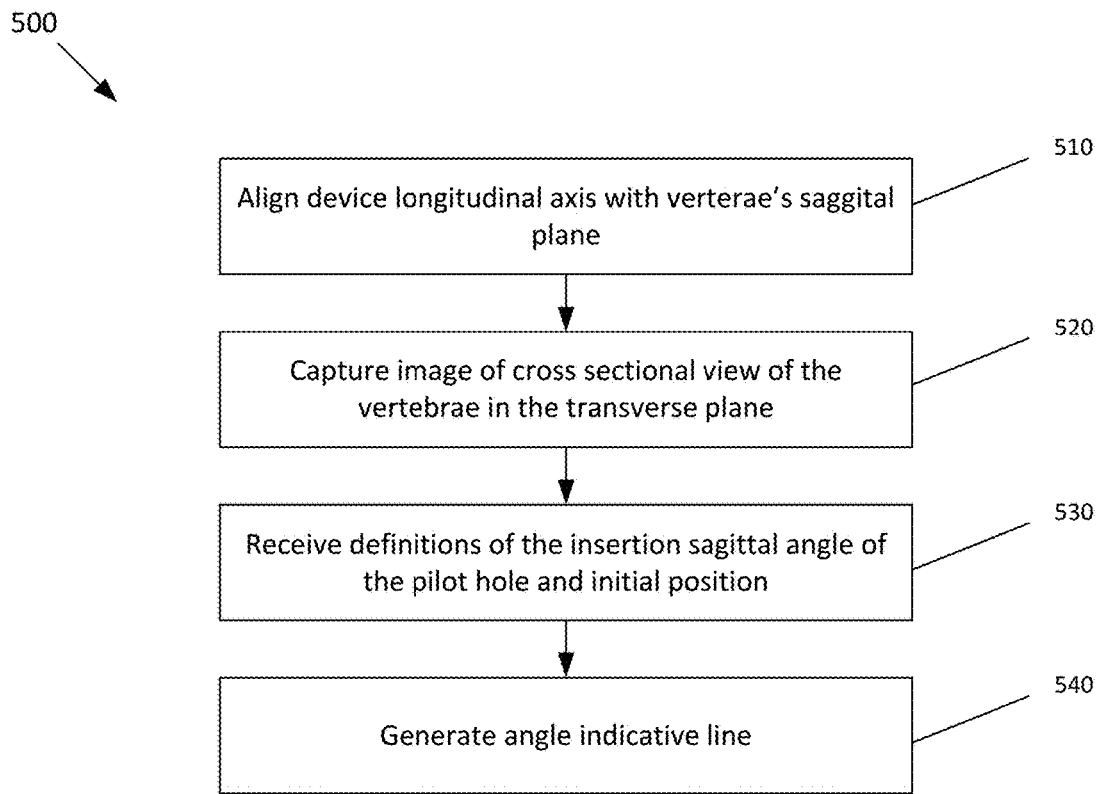 500
510
Align device longitudinal axis with verterae's saggital
plane
520
Capture image of cross sectional view of the
vertebrae in the transverse plane
530
Receive definitions of the insertion sagittal angle of
the pilot hole and initial position
540
Generate angle indicative line